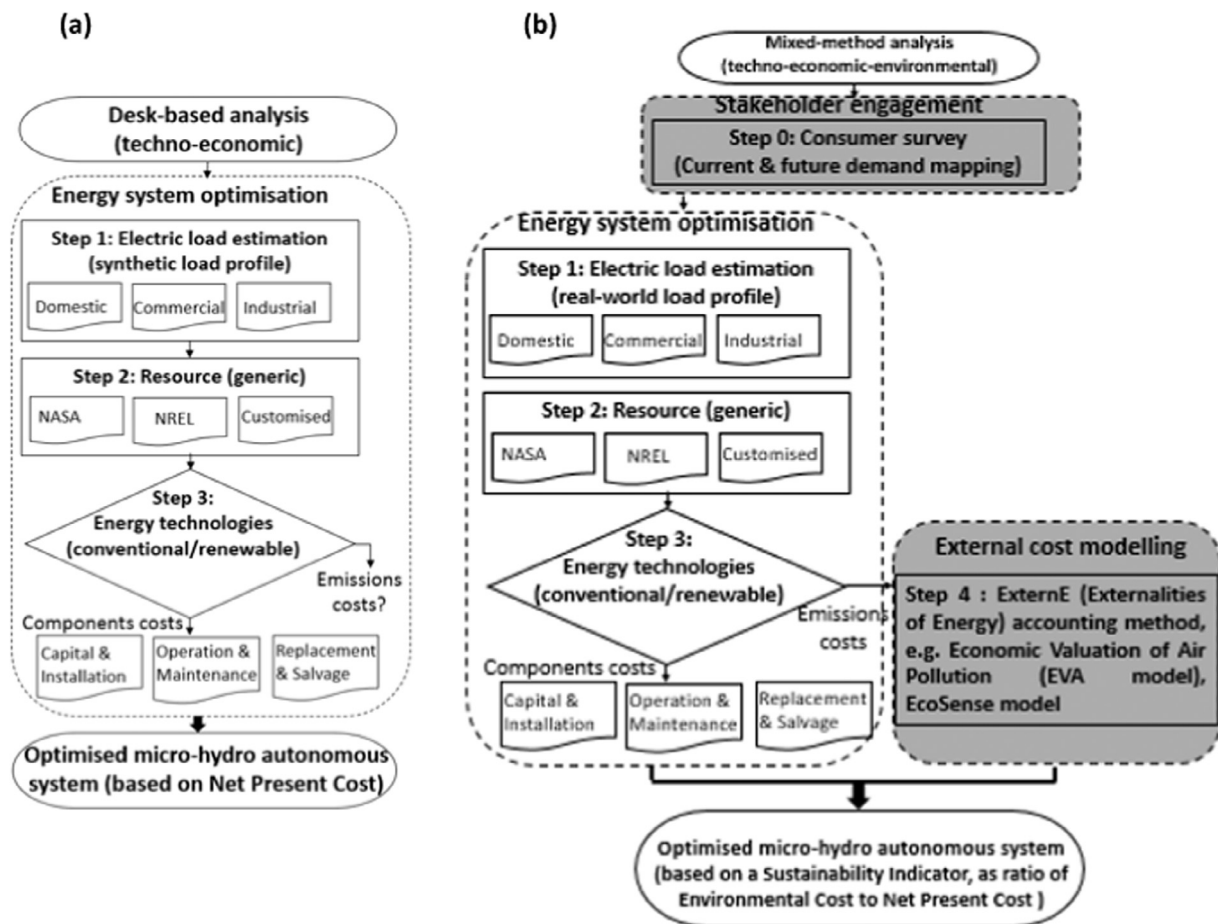 (a)
Desk-based analysis
(techno-economic)
Energy system optimisation
Step 1: Electric load estimation
(synthetic load profile)
Domestic
Commercial
Industrial
Step 2: Resource (generic)
NASA
NREL
Customised
Step 3:
Energy technologies
(conventional/renewable)
Emissions
costs?
Components costs
Capital &
Installation
Operation &
Maintenance
Replacement
& Salvage
Optimised micro-hydro autonomous
system (based on Net Present Cost)
(b)
Mixed-method analysis
(techno-economic-environmental)
Stakeholder engagement
Step 0: Consumer survey
(Current & future demand mapping)
Energy system optimisation
Step 1: Electric load estimation
(real-world load profile)
Domestic
Commercial
Industrial
Step 2: Resource (generic)
NASA
NREL
Customised
Step 3:
Energy technologies
(conventional/renewable)
Emissions
costs
Components costs
Capital &
Installation
Operation &
Maintenance
Replacement
& Salvage
External cost modelling
Step 4 : ExternE (Externalities
of Energy) accounting method,
e.g. Economic Valuation of Air
Pollution (EVA model),
EcoSense model
Optimised micro-hydro autonomous system
(based on a Sustainability Indicator, as ratio of
Environmental Cost to Net Present Cost )